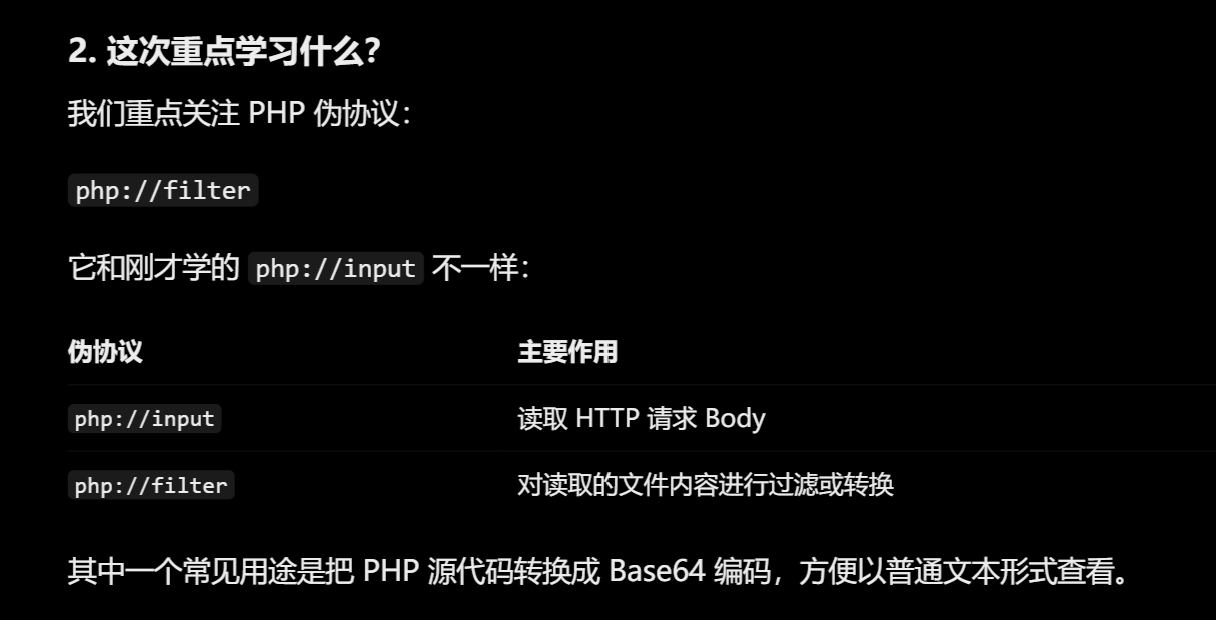 2. 这次重点学习什么？
我们重点关注 PHP 伪协议：
php://filter
它和刚才学的 php://input 不一样：
伪协议 主要作用
php://input 读取 HTTP 请求 Body
php://filter 对读取的文件内容进行过滤或转换
其中一个常见用途是把 PHP 源代码转换成 Base64 编码，方便以普通文本形式查看。